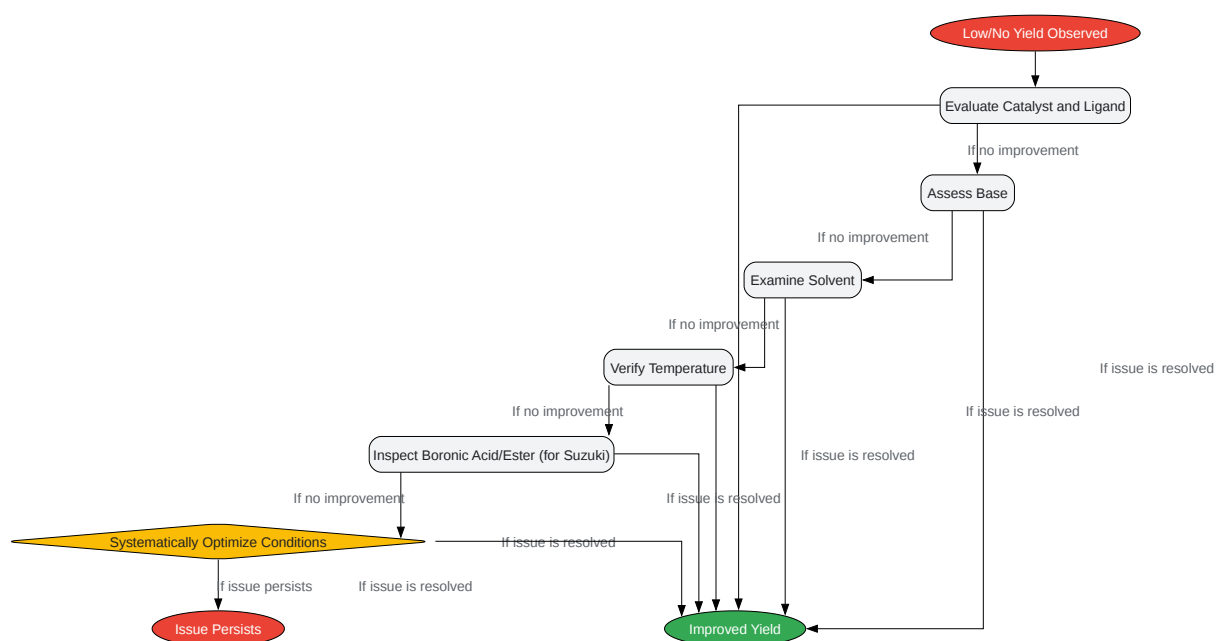 Low/No Yield Observed
Evaluate Catalyst and Ligand
If no improvement
Assess Base
If no improvement
Examine Solvent
If no improvement
Verify Temperature
If issue is resolved
If no improvement
If issue is resolved
Inspect Boronic Acid/Ester (for Suzuki)
If issue is resolved
If no improvement
If issue is resolved
Systematically Optimize Conditions
If issue is resolved
If issue persists
If issue is resolved
Issue Persists
Improved Yield